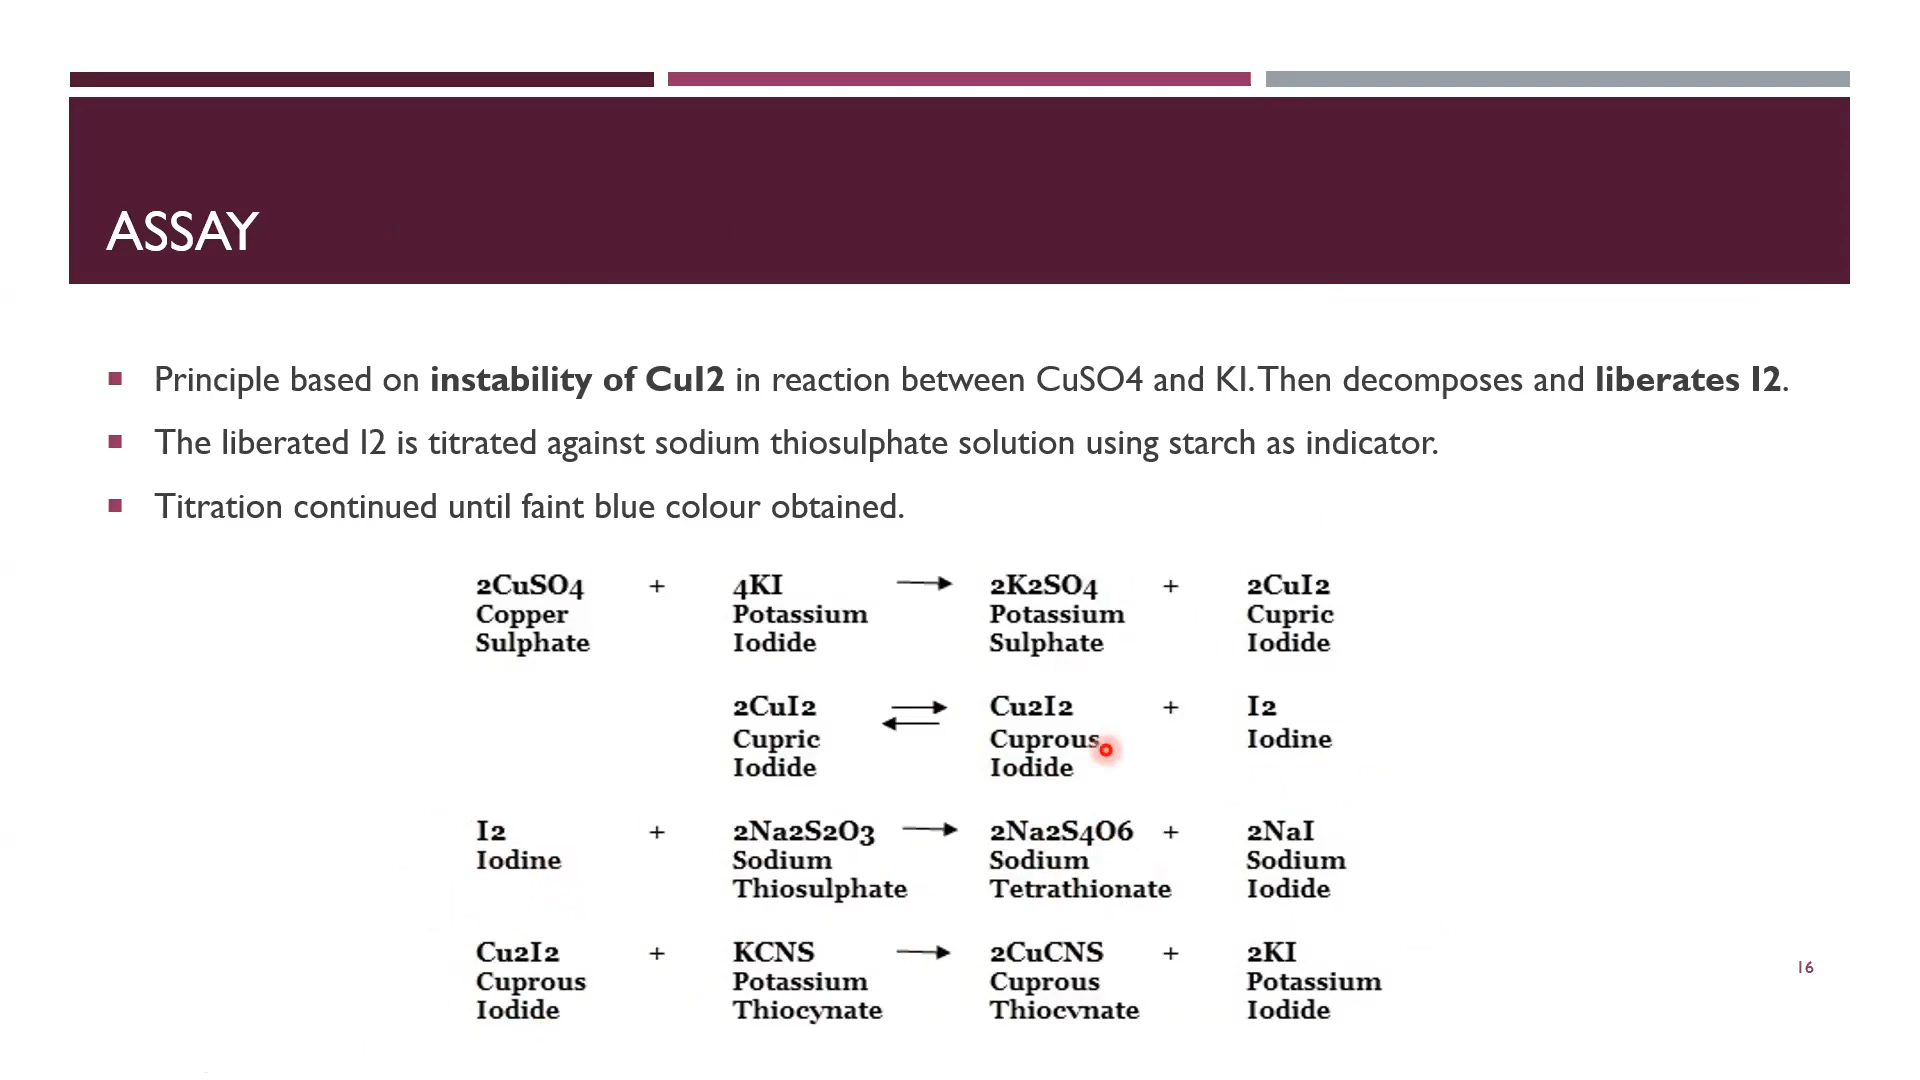 ASSAY
Principle based on instability of CuI2 in reaction between CuSO4 and KI. Then decomposes and liberates I2.
The liberated I2 is titrated against sodium thiosulphate solution using starch as indicator.
Titration continued until faint blue colour obtained.
2CuSO4 + 4KI → 2K2SO4 + 2CuI2
Copper Potassium Potassium Cupric
Sulphate Iodide Sulphate Iodide
2CuI2 ⇄ Cu2I2 + I2
Cupric Cuprous Iodine
Iodide Iodide
I2 + 2Na2S2O3 → 2Na2S4O6 + 2NaI
Iodine Sodium Sodium Sodium
Thiosulphate Tetrathionate Iodide
Cu2I2 + KCNS → 2CuCNS + 2KI
Cuprous Potassium Cuprous Potassium
Iodide Thiocynate Thiocynate Iodide
16